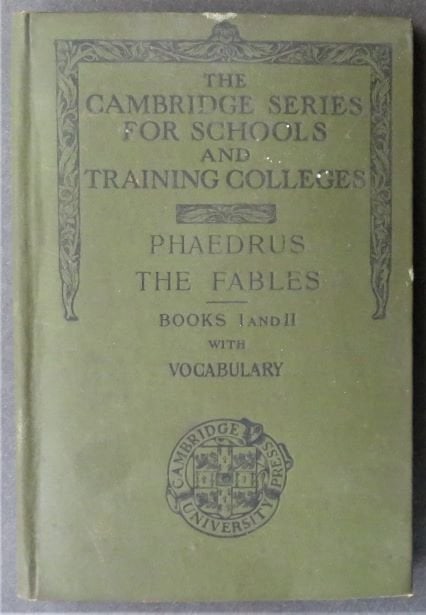 THE
CAMBRIDGE SERIES
FOR SCHOOLS
AND
TRAINING COLLEGES
PHAEDRUS
THE FABLES
BOOKS I AND II
WITH
VOCABULARY
CAMBRIDGE
UNIVERSITY
PRESS